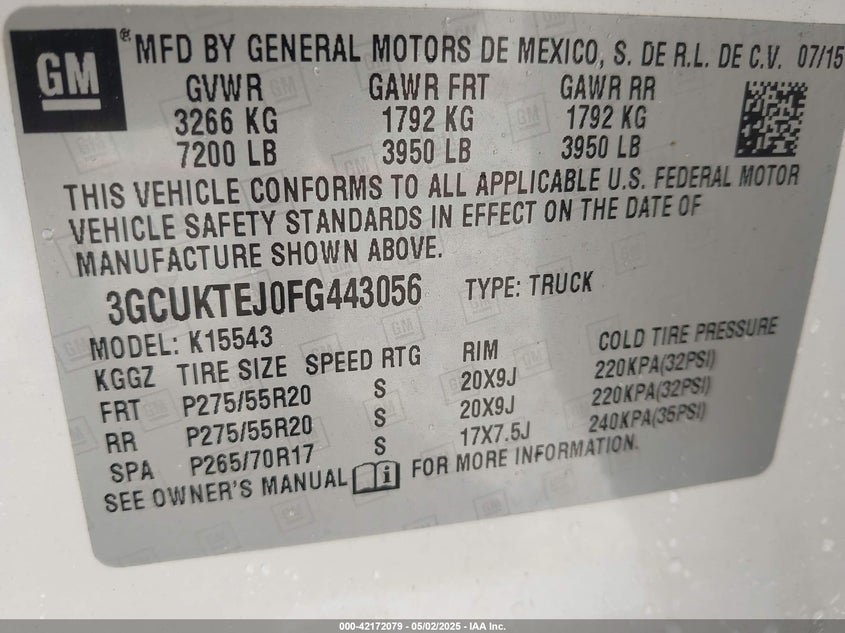 GM ® MFD BY GENERAL MOTORS DE MEXICO, S. DE R.L. DE C.V. 07/15
GVWR GAWR FRT GAWR RR
3266 KG 1792 KG 1792 KG
7200 LB 3950 LB 3950 LB
THIS VEHICLE CONFORMS TO ALL APPLICABLE U.S. FEDERAL MOTOR
VEHICLE SAFETY STANDARDS IN EFFECT ON THE DATE OF
MANUFACTURE SHOWN ABOVE.
3GCUKTEJ0FG443056 TYPE: TRUCK
MODEL: K15543
KGGZ TIRE SIZE SPEED RTG RIM COLD TIRE PRESSURE
FRT P275/55R20 S 20X9J 220KPA(32PSI)
RR P275/55R20 S 20X9J 220KPA(32PSI)
SPA P265/70R17 S 17X7.5J 240KPA(35PSI)
SEE OWNER'S MANUAL i FOR MORE INFORMATION.
000-42172079 — 05/02/2025 — IAA Inc.